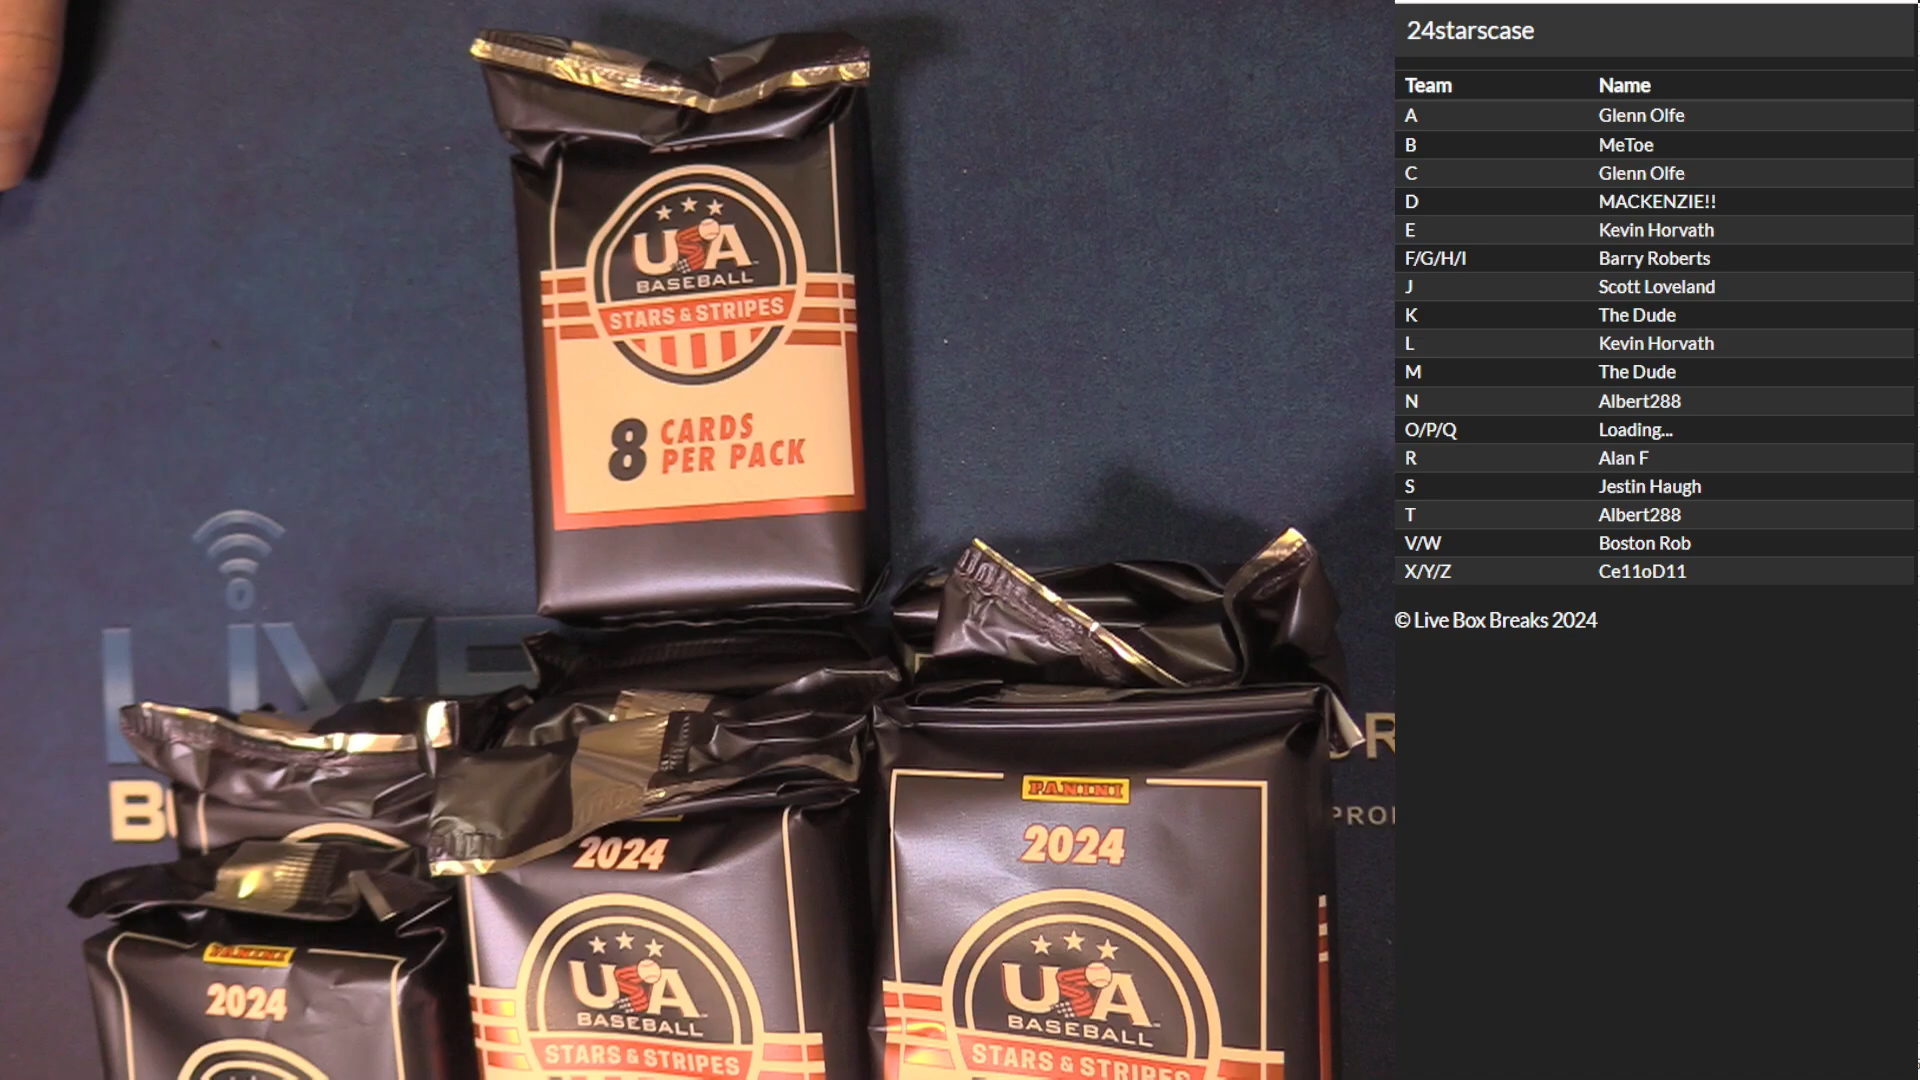 USA
BASEBALL
STARS & STRIPES
8 CARDS
PER PACK
LIVE
PANINI
2024
USA
BASEBALL
STARS & STRIPES
2024
USA
BASEBALL
STARS & STRIPES
PANINI
2024
24starscase
Team Name
A Glenn Olfe
B MeToe
C Glenn Olfe
D MACKENZIE!!
E Kevin Horvath
F/G/H/I Barry Roberts
J Scott Loveland
K The Dude
L Kevin Horvath
M The Dude
N Albert288
O/P/Q Loading...
R Alan F
S Jestin Haugh
T Albert288
V/W Boston Rob
X/Y/Z Ce11oD11
© Live Box Breaks 2024